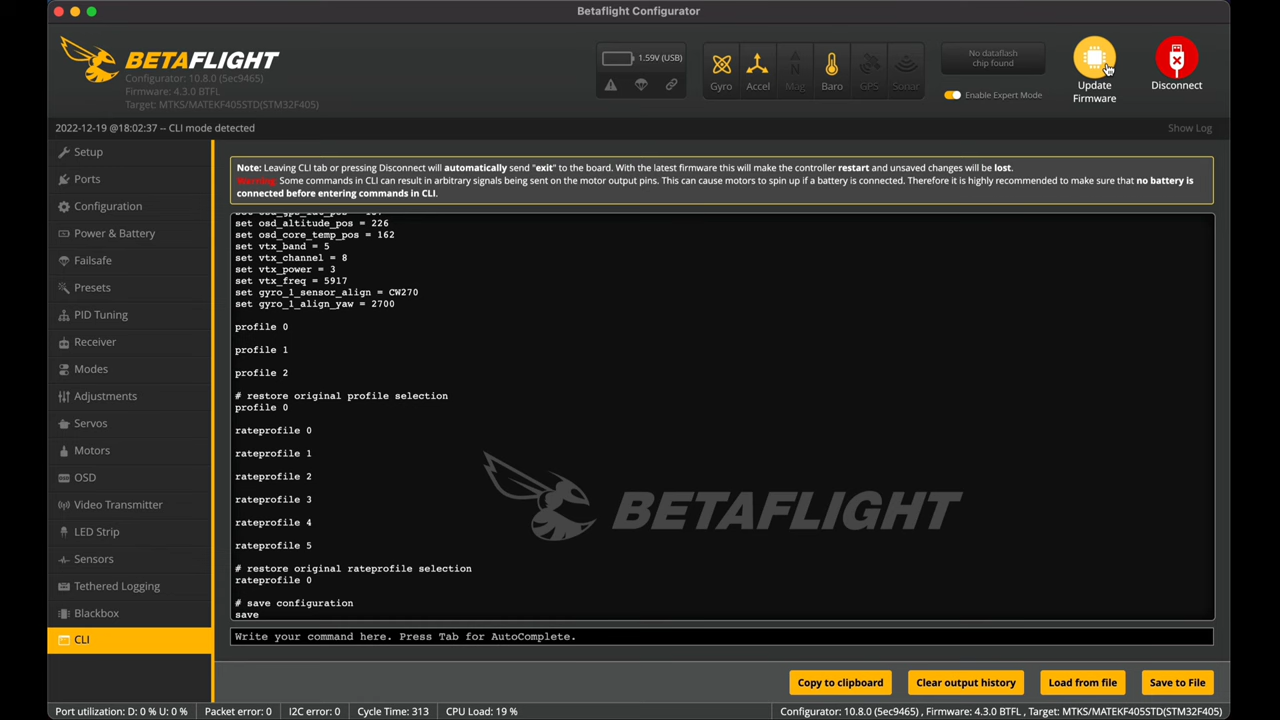 Betaflight Configurator
BETAFLIGHT
Configurator: 10.8.0 (5ec9465)
Firmware: 4.3.0 BTFL
Target: MTKS/MATEKF405STD(STM32F405)
1.59V (USB)
Gyro
Accel
Mag
Baro
GPS
Sonar
No dataflash
chip found
Enable Expert Mode
Update
Firmware
Disconnect
2022-12-19 @18:02:37 -- CLI mode detected
Show Log
Setup
Ports
Configuration
Power & Battery
Failsafe
Presets
PID Tuning
Receiver
Modes
Adjustments
Servos
Motors
OSD
Video Transmitter
LED Strip
Sensors
Tethered Logging
Blackbox
CLI
Note: Leaving CLI tab or pressing Disconnect will automatically send "exit" to the board. With the latest firmware this will make the controller restart and unsaved changes will be lost.
Warning: Some commands in CLI can result in arbitrary signals being sent on the motor output pins. This can cause motors to spin up if a battery is connected. Therefore it is highly recommended to make sure that no battery is
connected before entering commands in CLI.
set osd_altitude_pos = 226
set osd_core_temp_pos = 162
set vtx_band = 5
set vtx_channel = 8
set vtx_power = 3
set vtx_freq = 5917
set gyro_1_sensor_align = CW270
set gyro_1_align_yaw = 2700
profile 0
profile 1
profile 2
# restore original profile selection
profile 0
rateprofile 0
rateprofile 1
rateprofile 2
rateprofile 3
rateprofile 4
rateprofile 5
# restore original rateprofile selection
rateprofile 0
# save configuration
save
BETAFLIGHT
Write your command here. Press Tab for AutoComplete.
Copy to clipboard
Clear output history
Load from file
Save to File
Port utilization: D: 0 % U: 0 %
Packet error: 0
I2C error: 0
Cycle Time: 313
CPU Load: 19 %
Configurator: 10.8.0 (5ec9465) , Firmware: 4.3.0 BTFL , Target: MTKS/MATEKF405STD(STM32F405)